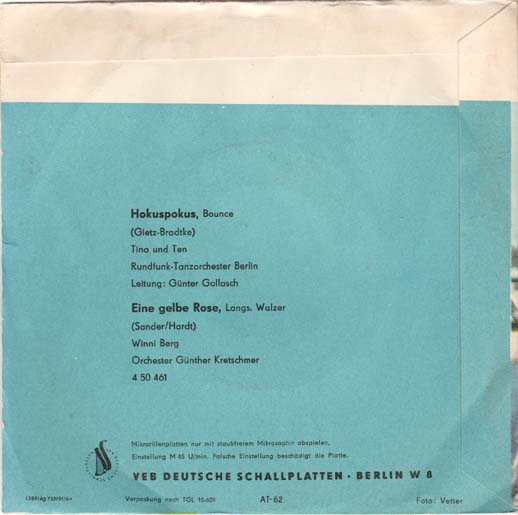 Hokuspokus, Bounce
(Gietz-Bradtke)
Tina und Ten
Rundfunk-Tanzorchester Berlin
Leitung: Günter Gollasch
Eine gelbe Rose, Langs. Walzer
(Sander/Hardt)
Winni Berg
Orchester Günther Kretschmer
4 50 461
Mikrorillenplatten nur mit staubfreiem Mikrosaphir abspielen.
Einstellung M 45 U/min. Falsche Einstellung beschädigt die Platte.
VEB DEUTSCHE SCHALLPLATTEN · BERLIN W 8
Verpackung nach TGL 10-609
AT-62
Foto: Vetter